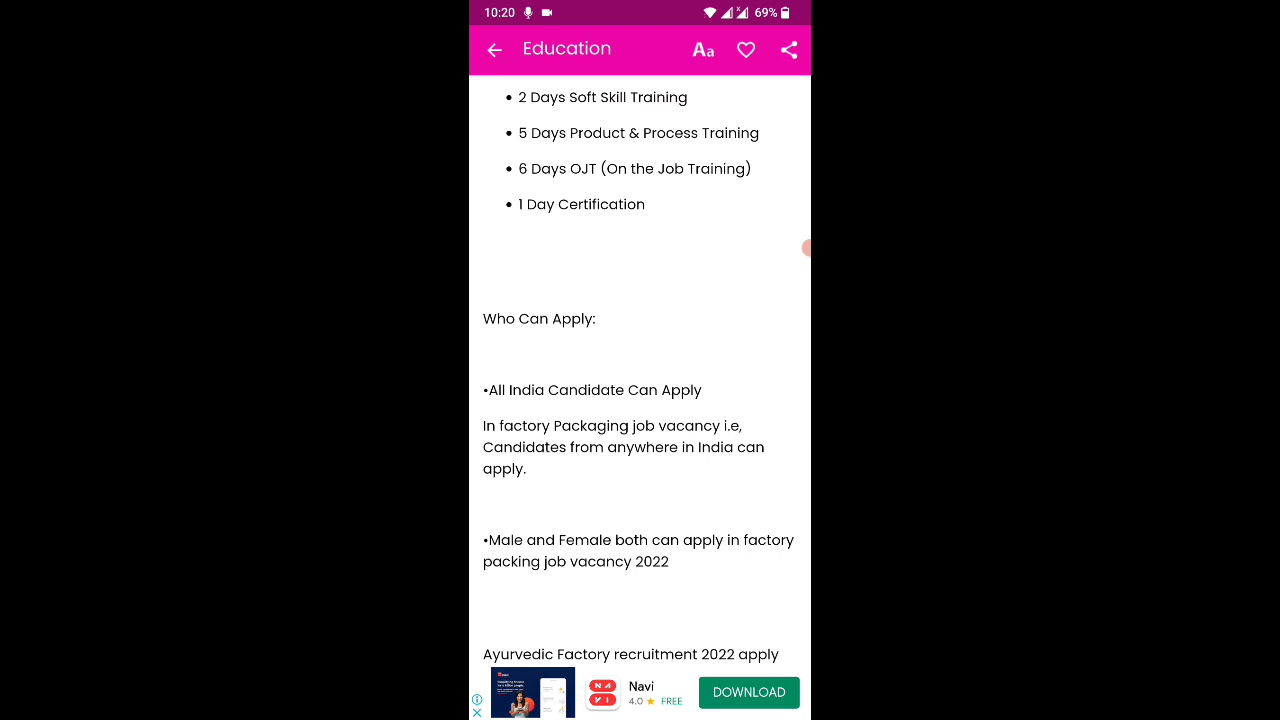 10:20
69%
Education
Aa
• 2 Days Soft Skill Training
• 5 Days Product & Process Training
• 6 Days OJT (On the Job Training)
• 1 Day Certification
Who Can Apply:
•All India Candidate Can Apply
In factory Packaging job vacancy i.e,
Candidates from anywhere in India can
apply.
•Male and Female both can apply in factory
packing job vacancy 2022
Ayurvedic Factory recruitment 2022 apply
NAVI
Navi
4.0 ★ FREE
DOWNLOAD